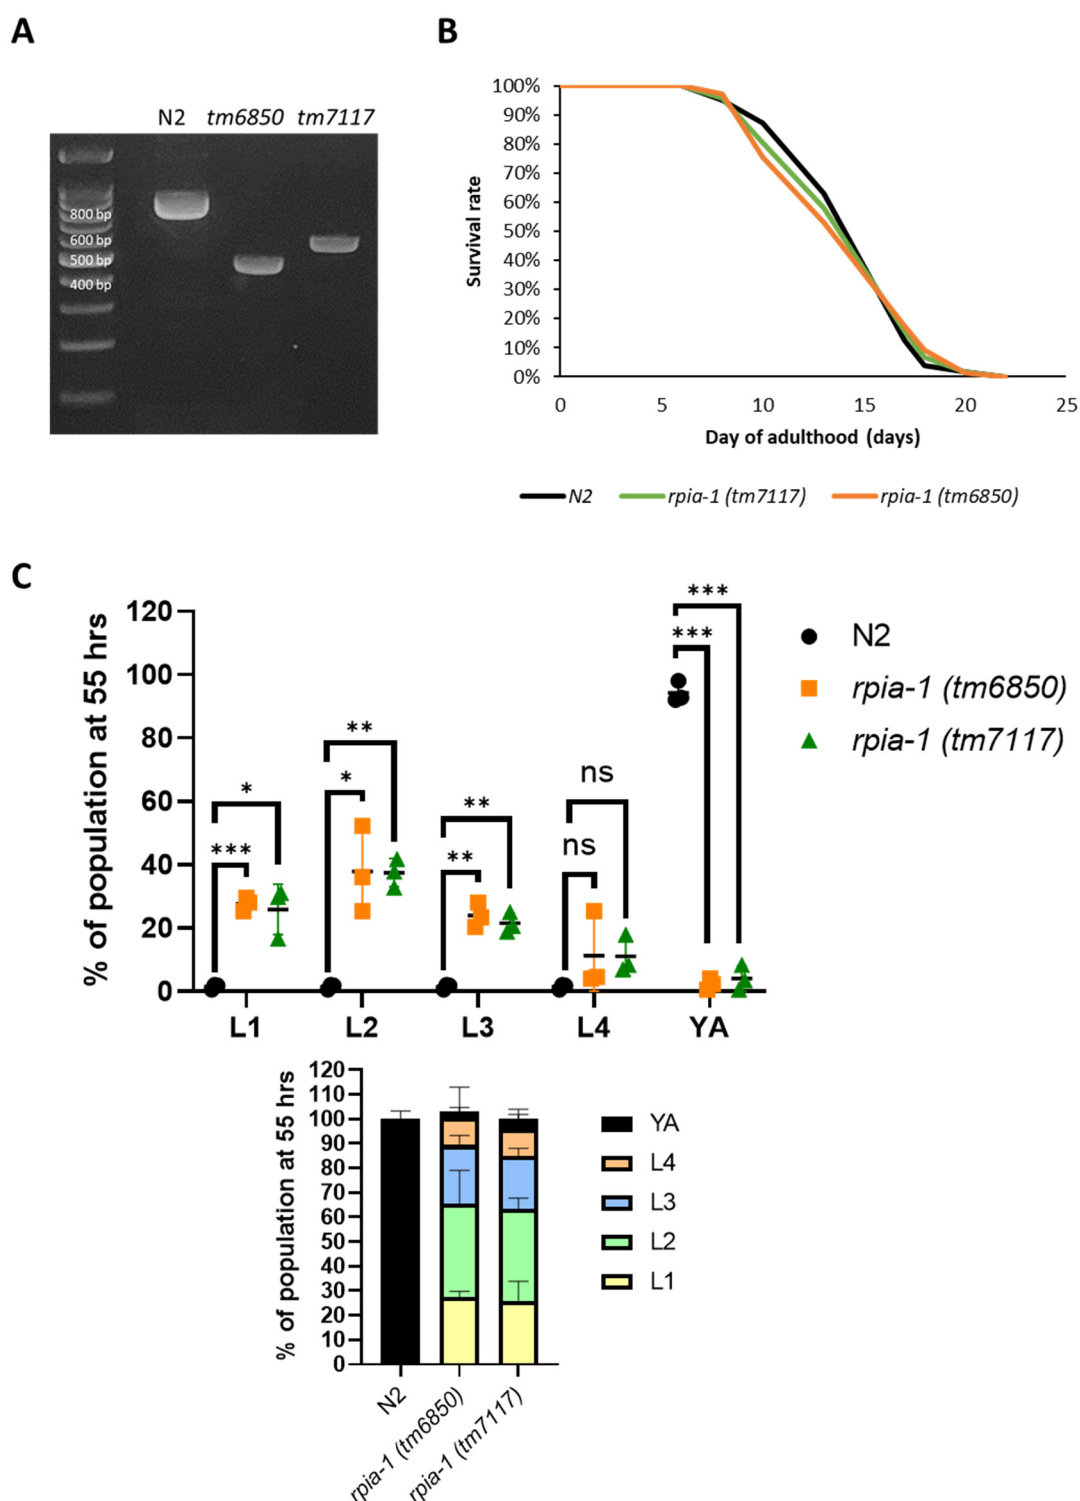 A
N2 tm6850 tm7117
800 bp
600 bp
500 bp
400 bp
B
100%
90%
80%
70%
60%
50%
40%
30%
20%
10%
0%
Survival rate
0 5 10 15 20 25
Day of adulthood (days)
N2 rpia-1 (tm7117) rpia-1 (tm6850)
C
% of population at 55 hrs
120
100
80
60
40
20
0
* *** ** * ** ** ns ns *** ***
L1 L2 L3 L4 YA
N2
rpia-1 (tm6850)
rpia-1 (tm7117)
% of population at 55 hrs
120
110
100
90
80
70
60
50
40
30
20
10
0
N2
rpia-1 (tm6850)
rpia-1 (tm7117)
YA
L4
L3
L2
L1